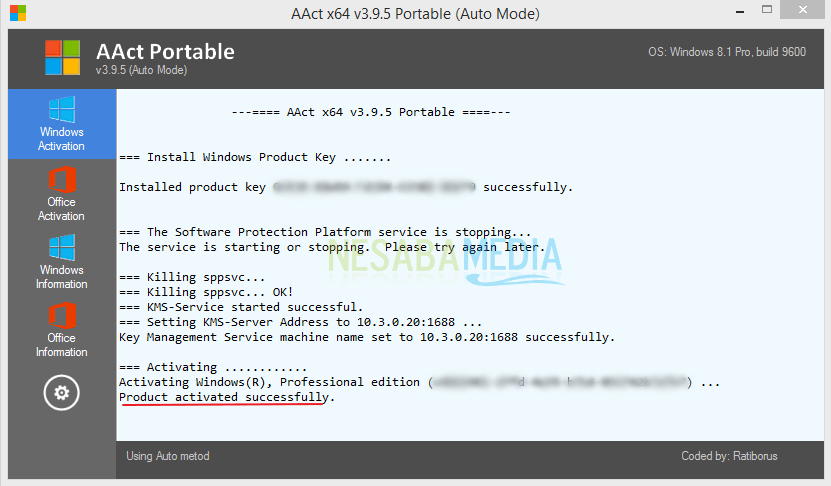 AAct x64 v3.9.5 Portable (Auto Mode)
AAct Portable
v3.9.5 (Auto Mode)
OS: Windows 8.1 Pro, build 9600
Windows
Activation
Office
Activation
Windows
Information
Office
Information
---==== AAct x64 v3.9.5 Portable ====---
=== Install Windows Product Key .......
Installed product key successfully.
=== The Software Protection Platform service is stopping...
The service is starting or stopping.  Please try again later.
NESABAMEDIA
=== Killing sppsvc...
=== Killing sppsvc... OK!
=== KMS-Service started successful.
=== Setting KMS-Server Address to 10.3.0.20:1688 ...
Key Management Service machine name set to 10.3.0.20:1688 successfully.
=== Activating ............
Activating Windows(R), Professional edition ( ) ...
Product activated successfully.
Using Auto metod
Coded by: Ratiborus